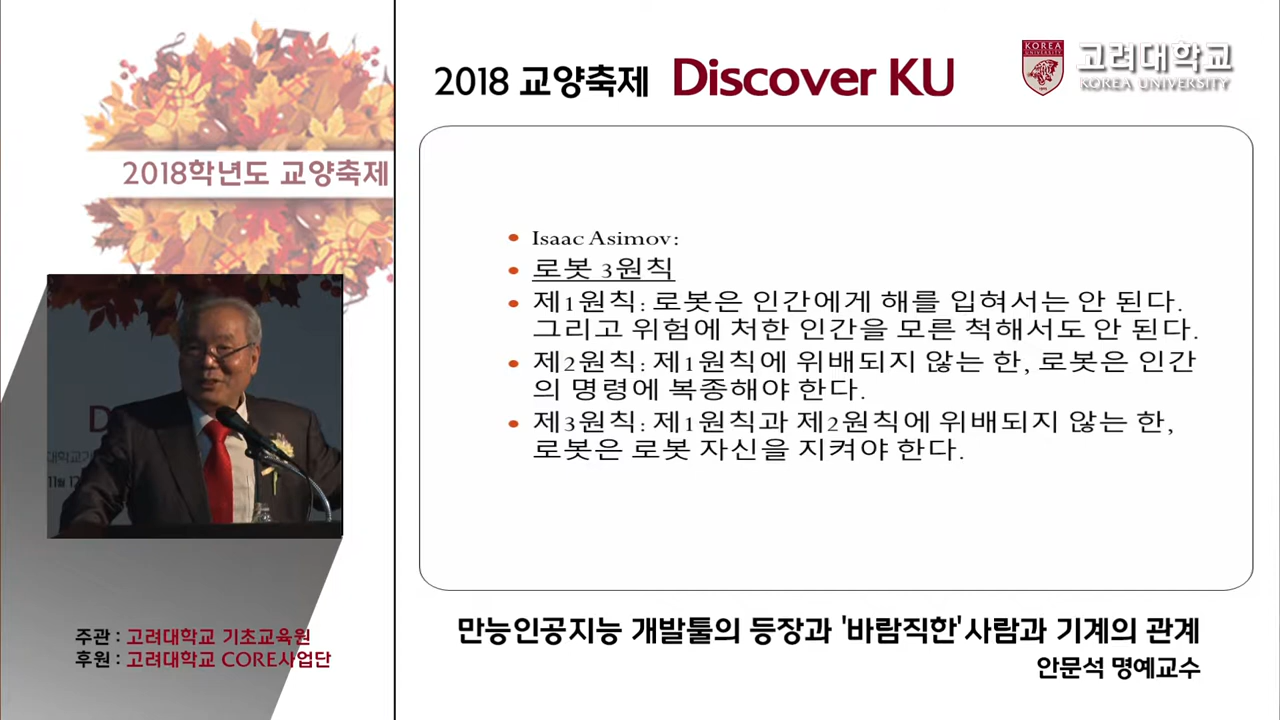 2018학년도 교양축제
2018 교양축제 Discover KU
KOREA
UNIVERSITY
고려대학교
KOREA UNIVERSITY
Isaac Asimov:
로봇 3원칙
제1원칙: 로봇은 인간에게 해를 입혀서는 안 된다.
그리고 위험에 처한 인간을 모른 척해서도 안 된다.
제2원칙: 제1원칙에 위배되지 않는 한, 로봇은 인간
의 명령에 복종해야 한다.
제3원칙: 제1원칙과 제2원칙에 위배되지 않는 한,
로봇은 로봇 자신을 지켜야 한다.
D
대학교
11월 12
주관 : 고려대학교 기초교육원
후원 : 고려대학교 CORE사업단
만능인공지능 개발툴의 등장과 '바람직한' 사람과 기계의 관계
안문석 명예교수